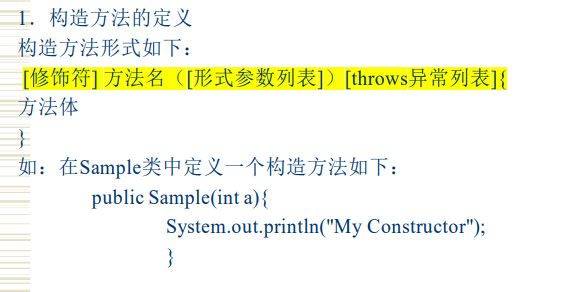 1．构造方法的定义
构造方法形式如下：
[修饰符] 方法名（[形式参数列表]）[throws异常列表]{
方法体
}
如：在Sample类中定义一个构造方法如下：
public Sample(int a){
System.out.println("My Constructor");
}